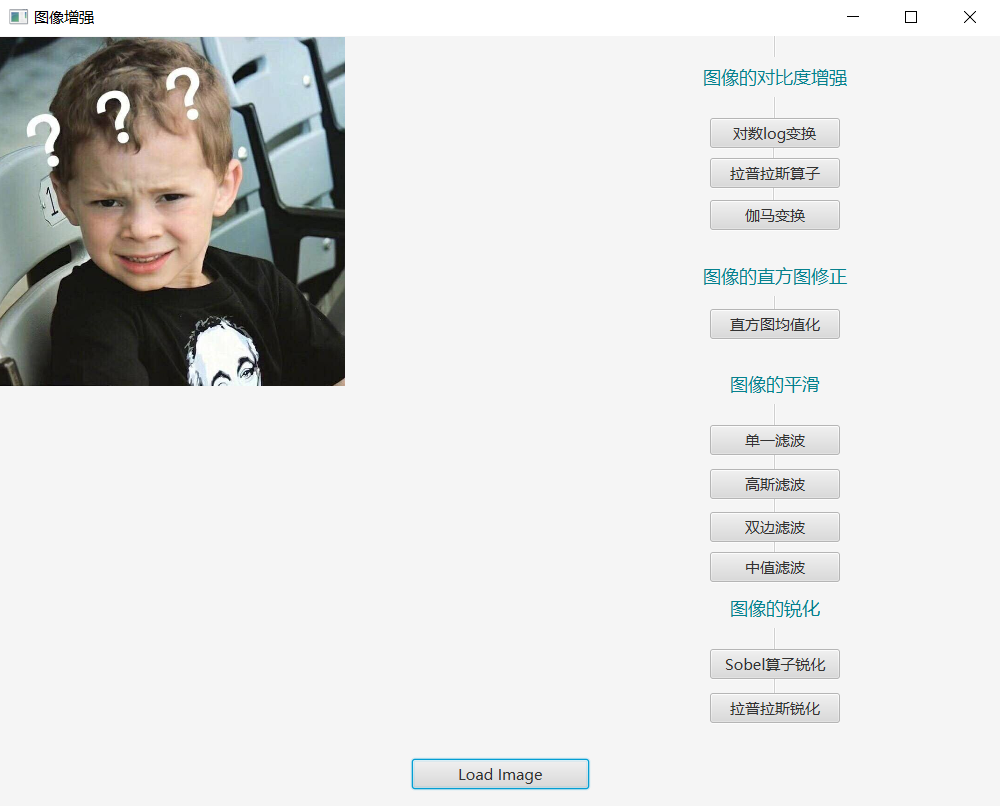 图像增强
? ? ?
1
图像的对比度增强
对数log变换
拉普拉斯算子
伽马变换
图像的直方图修正
直方图均值化
图像的平滑
单一滤波
高斯滤波
双边滤波
中值滤波
图像的锐化
Sobel算子锐化
拉普拉斯锐化
Load Image